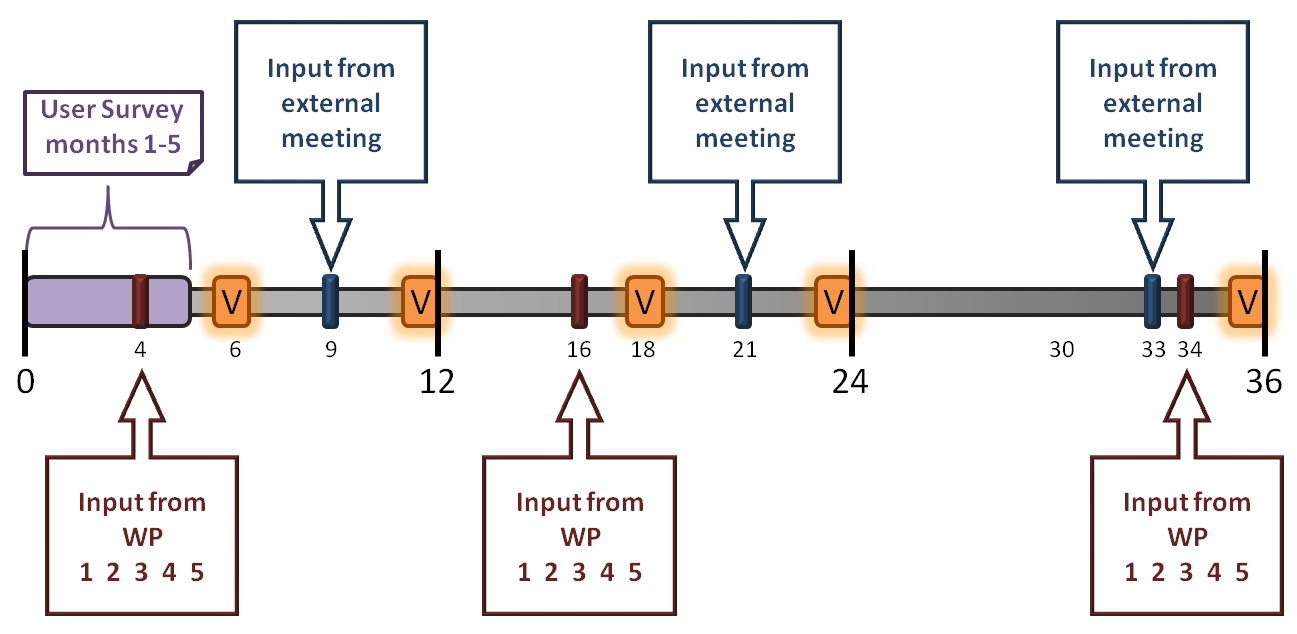 User Survey
months 1-5
Input from
external
meeting
Input from
external
meeting
Input from
external
meeting
V
V
V
V
V
4
6
9
16
18
21
30
33
34
0
12
24
36
Input from
WP
1 2 3 4 5
Input from
WP
1 2 3 4 5
Input from
WP
1 2 3 4 5